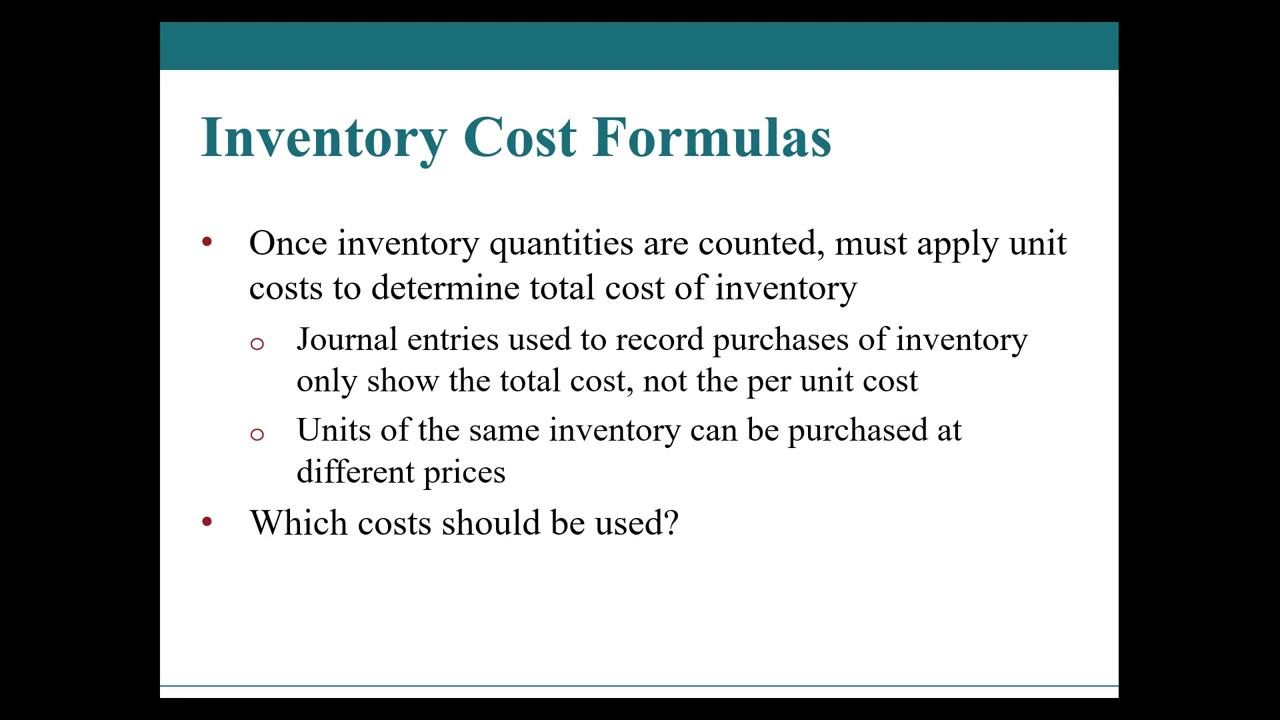 Inventory Cost Formulas
• Once inventory quantities are counted, must apply unit
costs to determine total cost of inventory
o Journal entries used to record purchases of inventory
only show the total cost, not the per unit cost
o Units of the same inventory can be purchased at
different prices
• Which costs should be used?